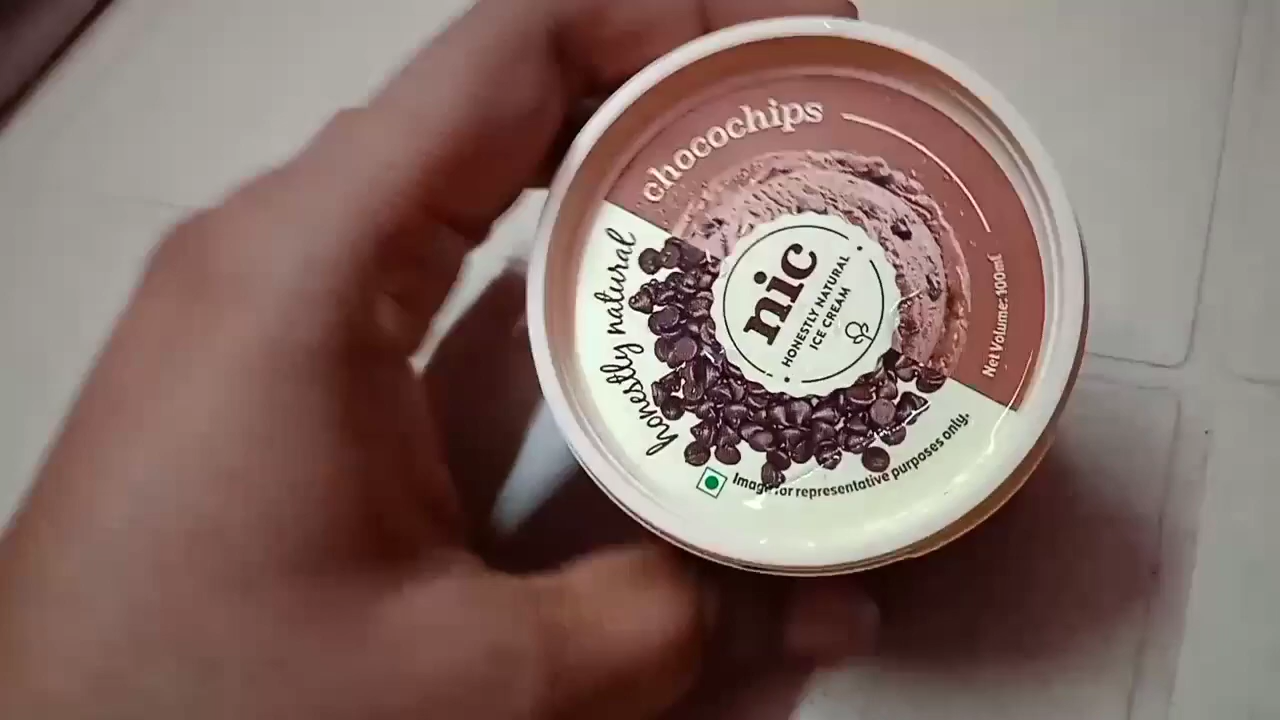 chocochips
honestly natural
nic
HONESTLY NATURAL
ICE CREAM
Net Volume: 100ml
Image for representative purposes only.